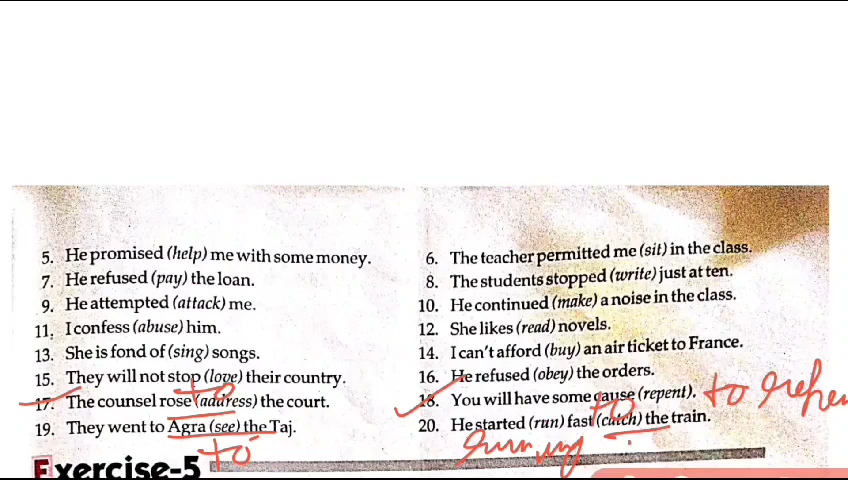 5. He promised (help) me with some money.
6. The teacher permitted me (sit) in the class.
7. He refused (pay) the loan.
8. The students stopped (write) just at ten.
9. He attempted (attack) me.
10. He continued (make) a noise in the class.
11. I confess (abuse) him.
12. She likes (read) novels.
13. She is fond of (sing) songs.
14. I can't afford (buy) an air ticket to France.
15. They will not stop (love) their country.
16. He refused (obey) the orders.
to
17. The counsel rose (address) the court.
18. You will have some cause (repent). to repen
to
19. They went to Agra (see) the Taj.
20. He started (run) fast (catch) the train.
to
running
Exercise-5